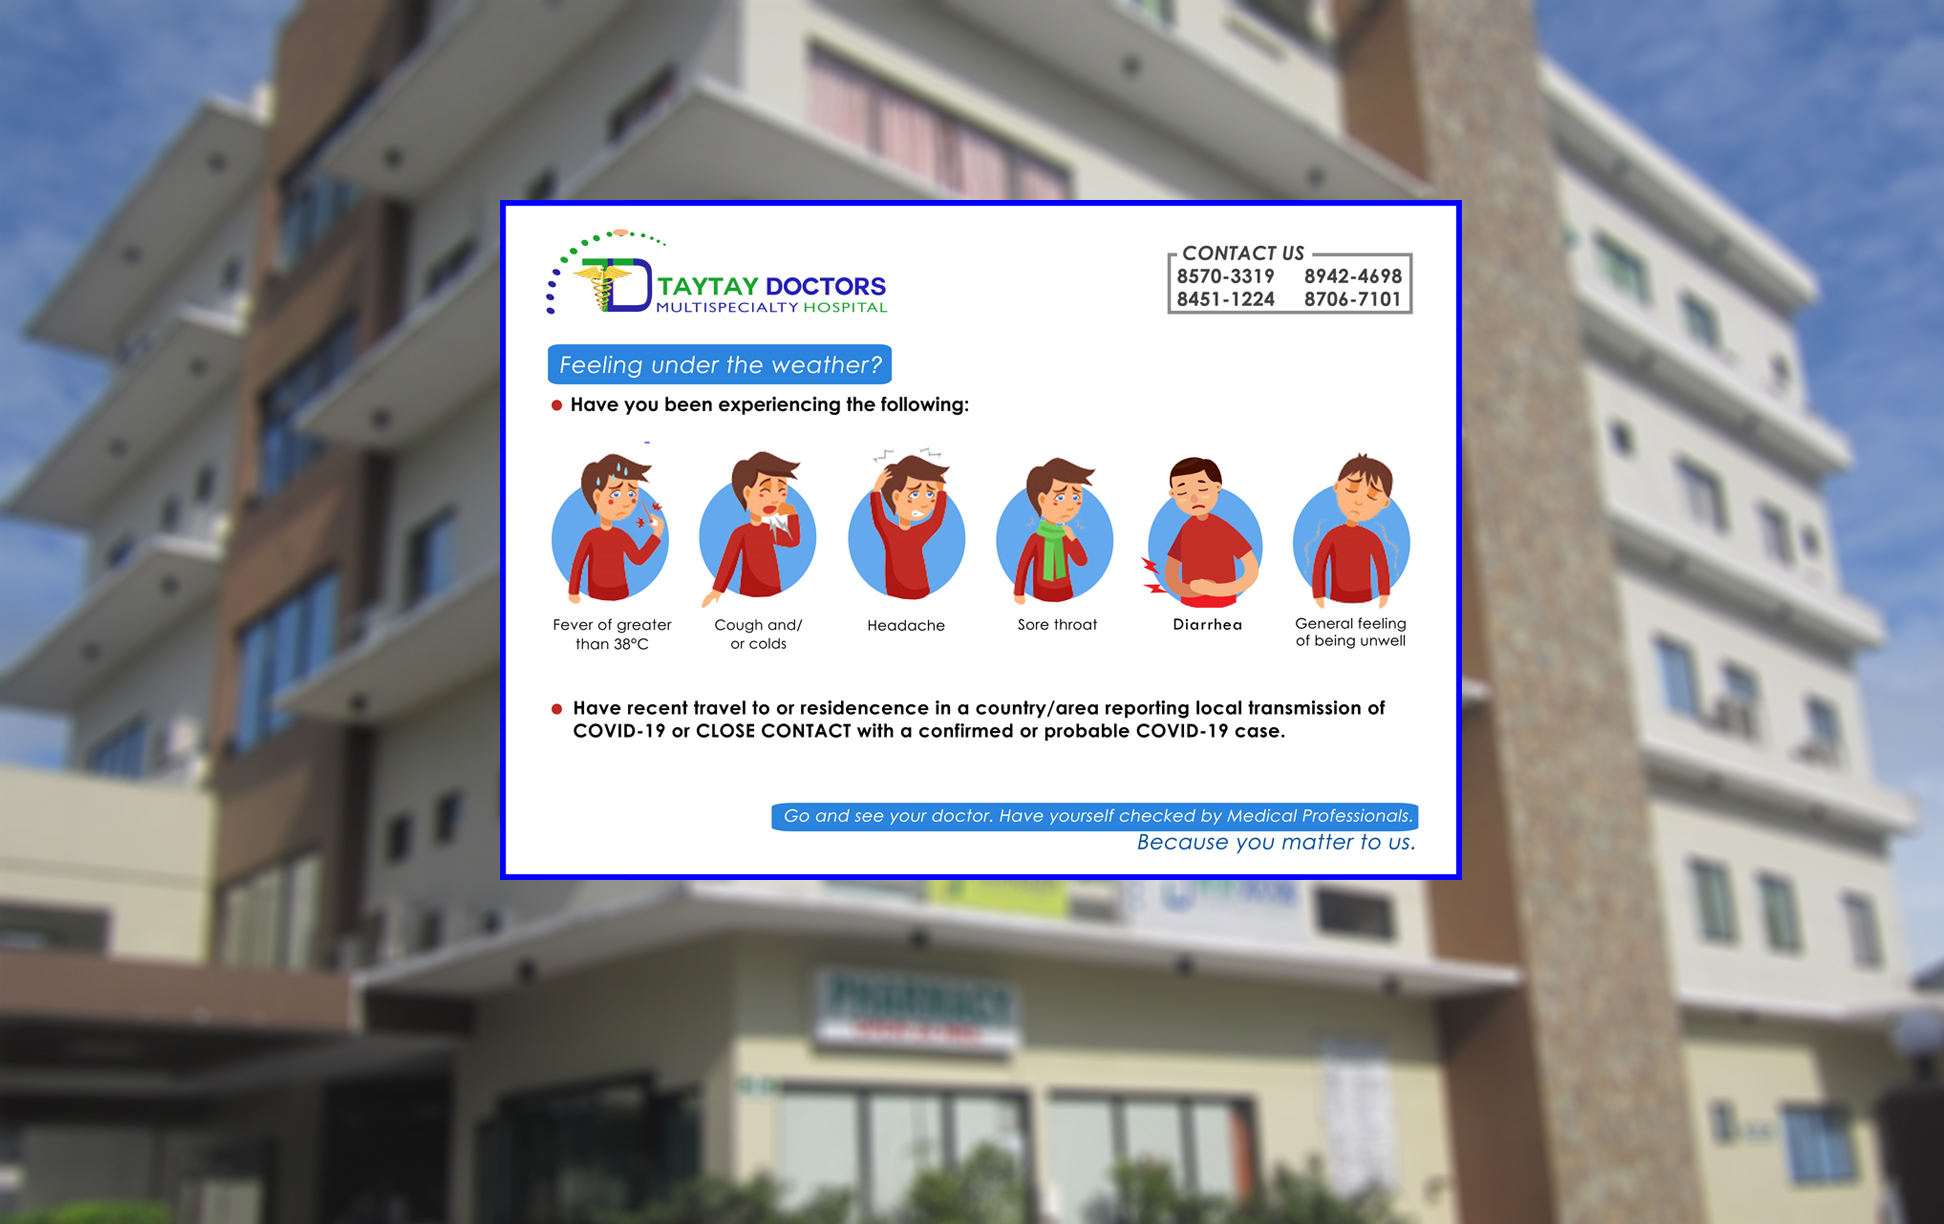 TAYTAY DOCTORS
MULTISPECIALTY HOSPITAL
CONTACT US
8570-3319 8942-4698
8451-1224 8706-7101
Feeling under the weather?
Have you been experiencing the following:
Fever of greater
than 38°C
Cough and/
or colds
Headache
Sore throat
Diarrhea
General feeling
of being unwell
Have recent travel to or residencence in a country/area reporting local transmission of
COVID-19 or CLOSE CONTACT with a confirmed or probable COVID-19 case.
Go and see your doctor. Have yourself checked by Medical Professionals.
Because you matter to us.
PHARMACY